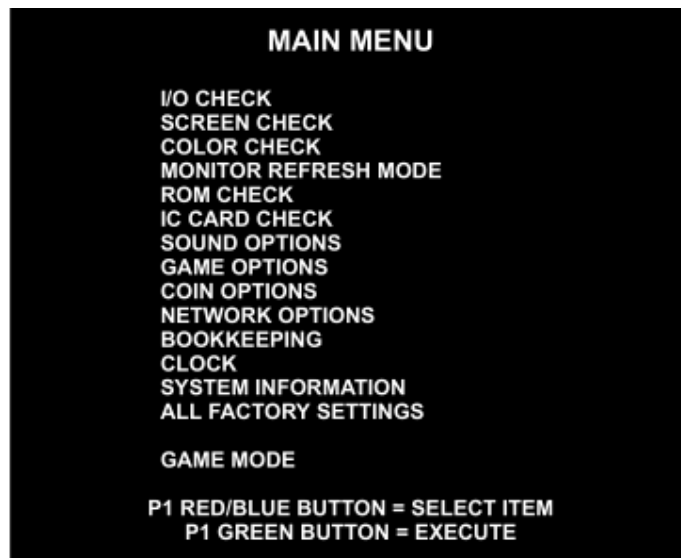 MAIN MENU
I/O CHECK
SCREEN CHECK
COLOR CHECK
MONITOR REFRESH MODE
ROM CHECK
IC CARD CHECK
SOUND OPTIONS
GAME OPTIONS
COIN OPTIONS
NETWORK OPTIONS
BOOKKEEPING
CLOCK
SYSTEM INFORMATION
ALL FACTORY SETTINGS
GAME MODE
P1 RED/BLUE BUTTON = SELECT ITEM
P1 GREEN BUTTON = EXECUTE